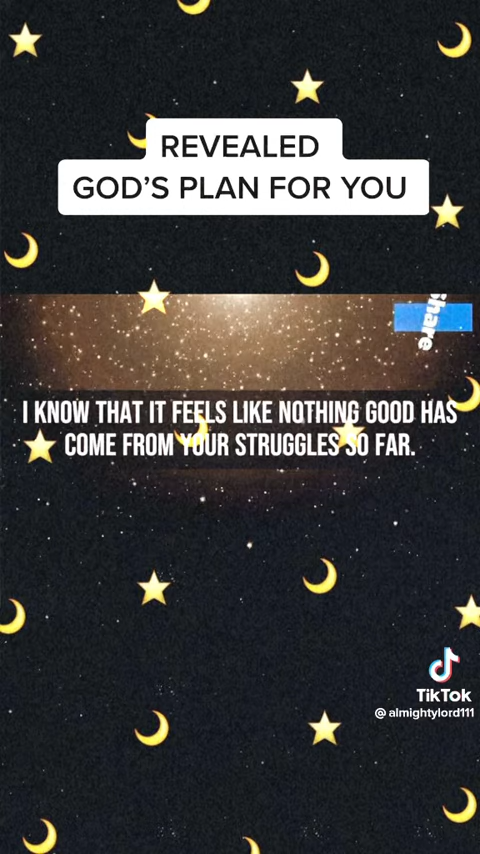 REVEALED
GOD'S PLAN FOR YOU
Share
I KNOW THAT IT FEELS LIKE NOTHING GOOD HAS
COME FROM YOUR STRUGGLES SO FAR.
TikTok
@almightylord111